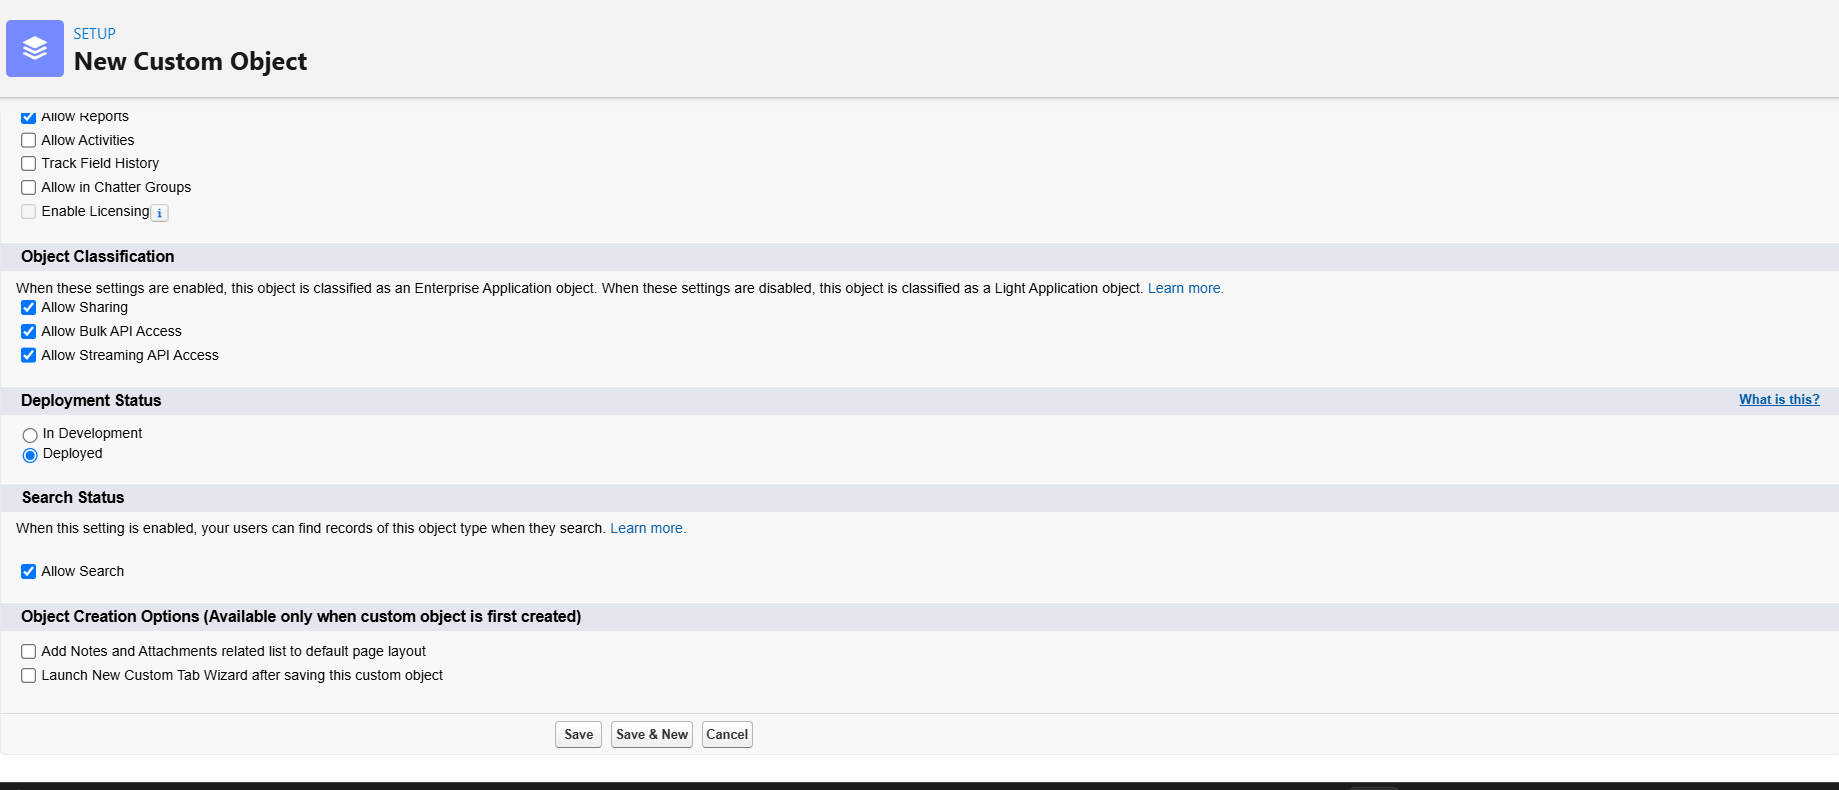 SETUP
New Custom Object
Allow Reports
Allow Activities
Track Field History
Allow in Chatter Groups
Enable Licensing i
Object Classification
When these settings are enabled, this object is classified as an Enterprise Application object. When these settings are disabled, this object is classified as a Light Application object. Learn more.
Allow Sharing
Allow Bulk API Access
Allow Streaming API Access
Deployment Status What is this?
In Development
Deployed
Search Status
When this setting is enabled, your users can find records of this object type when they search. Learn more.
Allow Search
Object Creation Options (Available only when custom object is first created)
Add Notes and Attachments related list to default page layout
Launch New Custom Tab Wizard after saving this custom object
Save Save & New Cancel